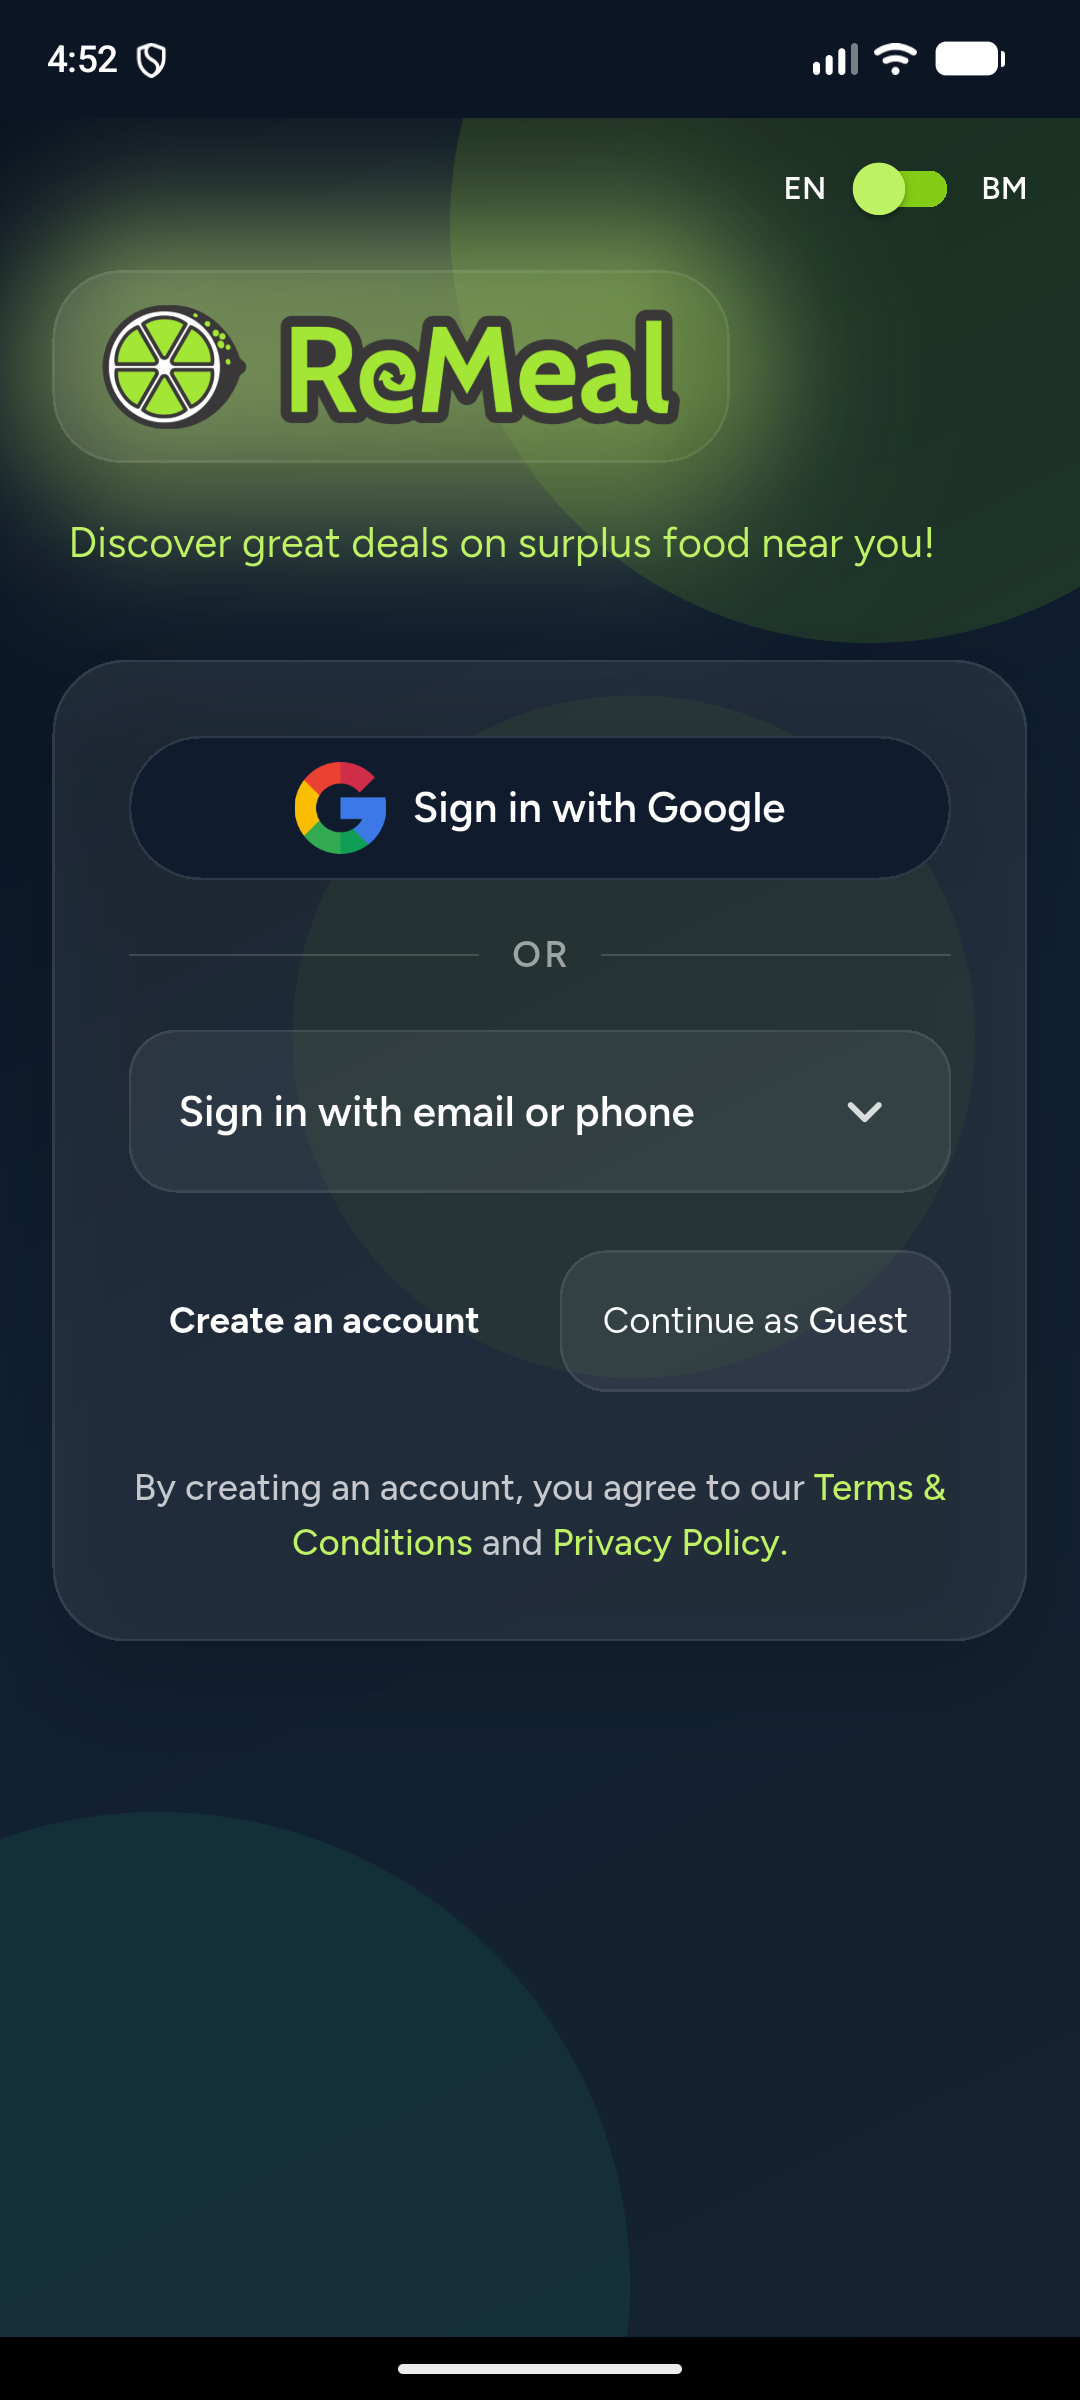 4:52
EN BM
ReMeal
Discover great deals on surplus food near you!
Sign in with Google
OR
Sign in with email or phone
Create an account
Continue as Guest
By creating an account, you agree to our Terms &
Conditions and Privacy Policy.